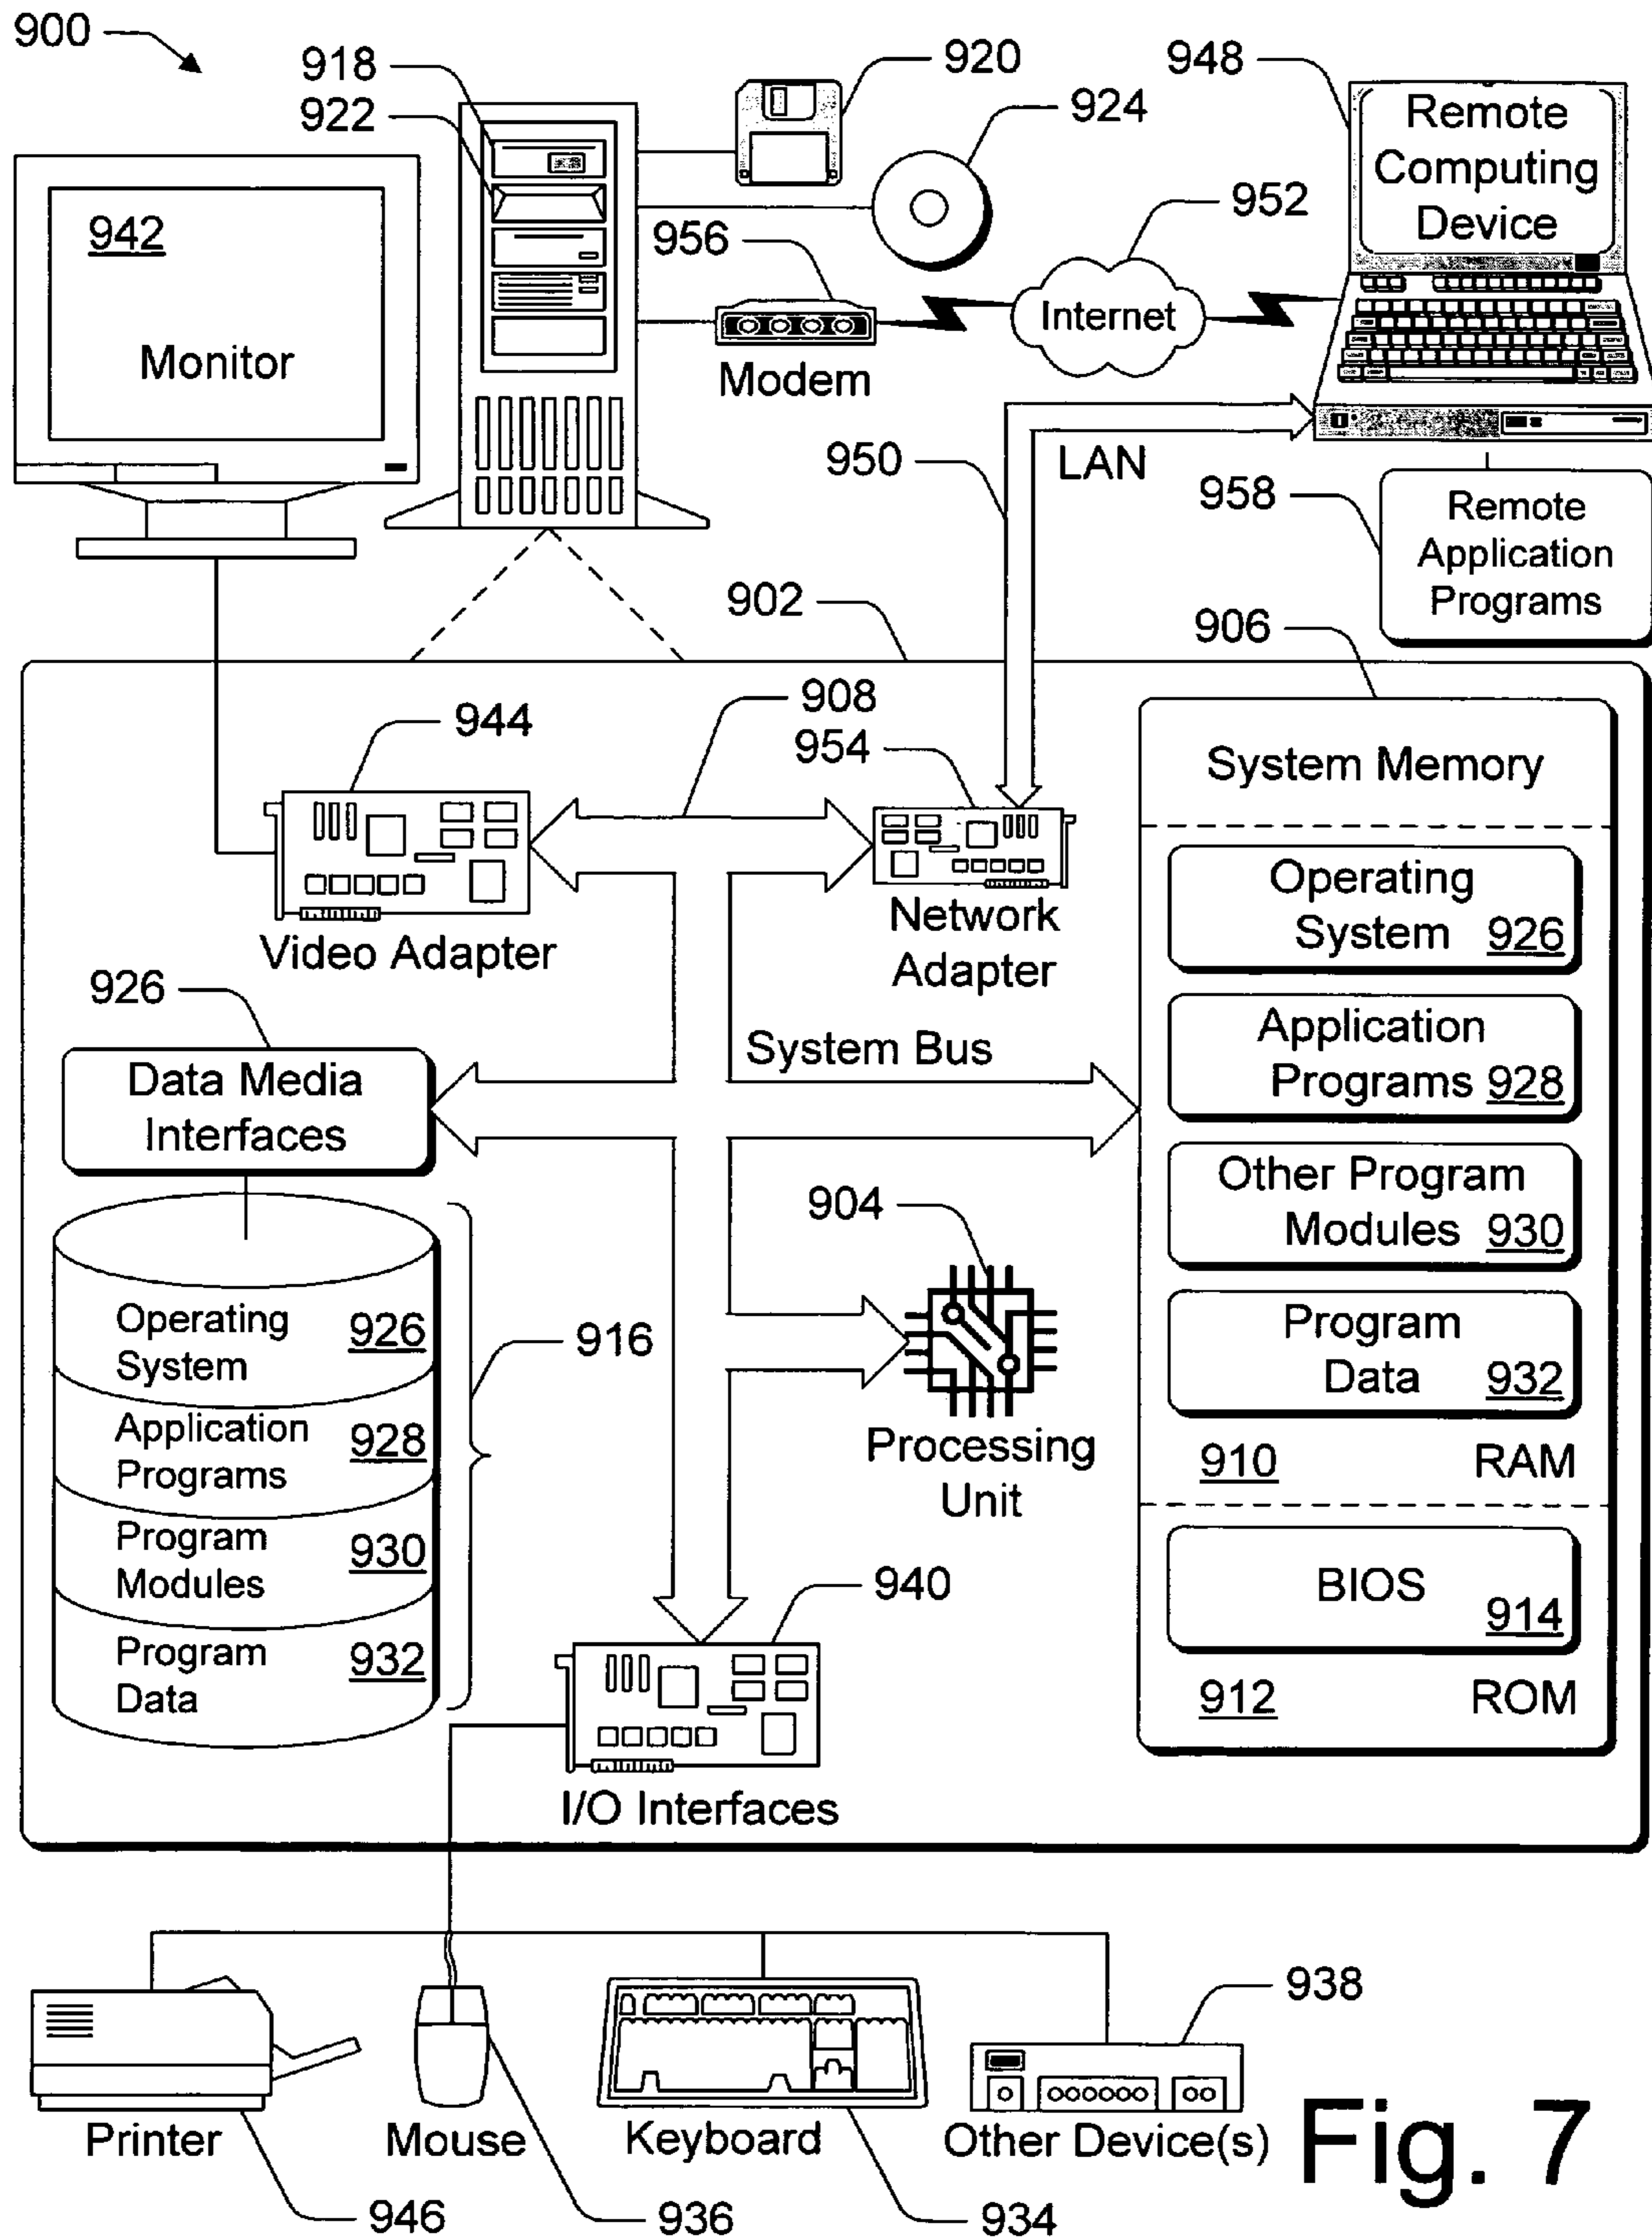 900
918
922
920
924
948
Remote
Computing
Device
942
956
952
Internet
Monitor
Modem
950
LAN
958
Remote
Application
Programs
902
906
908
944
954
System Memory
Video Adapter
Network
Adapter
Operating
System 926
926
Data Media
Interfaces
System Bus
Application
Programs 928
Other Program
Modules 930
904
Program
Data 932
Operating
System 926
916
Application
Programs 928
Processing
Unit
910 RAM
Program
Modules 930
940
BIOS
914
Program
Data 932
912 ROM
I/O Interfaces
938
Printer
Mouse
Keyboard
Other Device(s)
Fig. 7
946
936
934